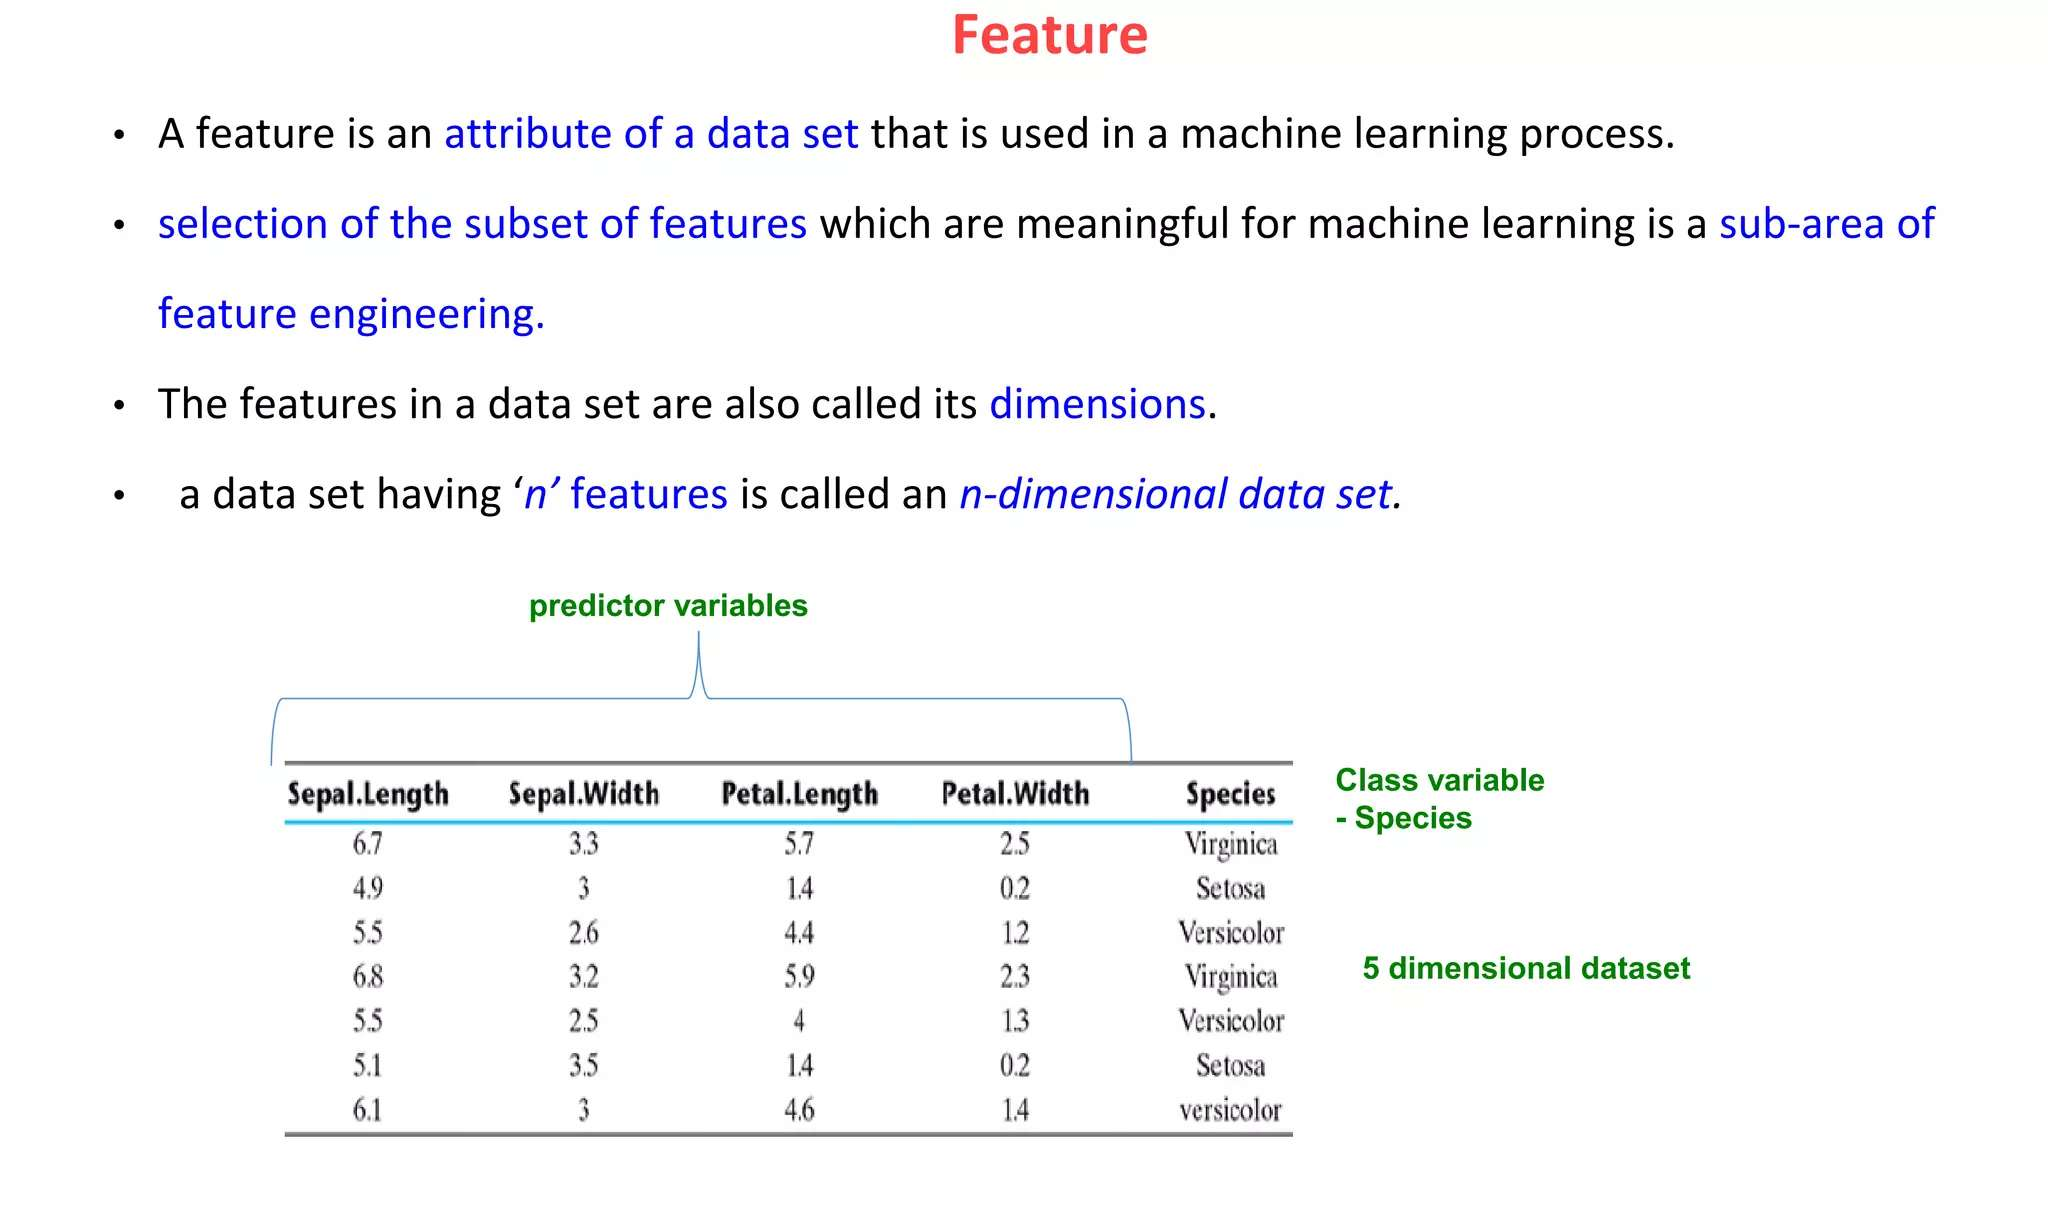 Feature
• A feature is an attribute of a data set that is used in a machine learning process.
• selection of the subset of features which are meaningful for machine learning is a sub-area of
feature engineering.
• The features in a data set are also called its dimensions.
• a data set having ‘n’ features is called an n-dimensional data set.
predictor variables
Sepal.Length Sepal.Width Petal.Length Petal.Width Species
6.7 3.3 5.7 2.5 Virginica
4.9 3 1.4 0.2 Setosa
5.5 2.6 4.4 1.2 Versicolor
6.8 3.2 5.9 2.3 Virginica
5.5 2.5 4 1.3 Versicolor
5.1 3.5 1.4 0.2 Setosa
6.1 3 4.6 1.4 versicolor
Class variable
- Species
5 dimensional dataset